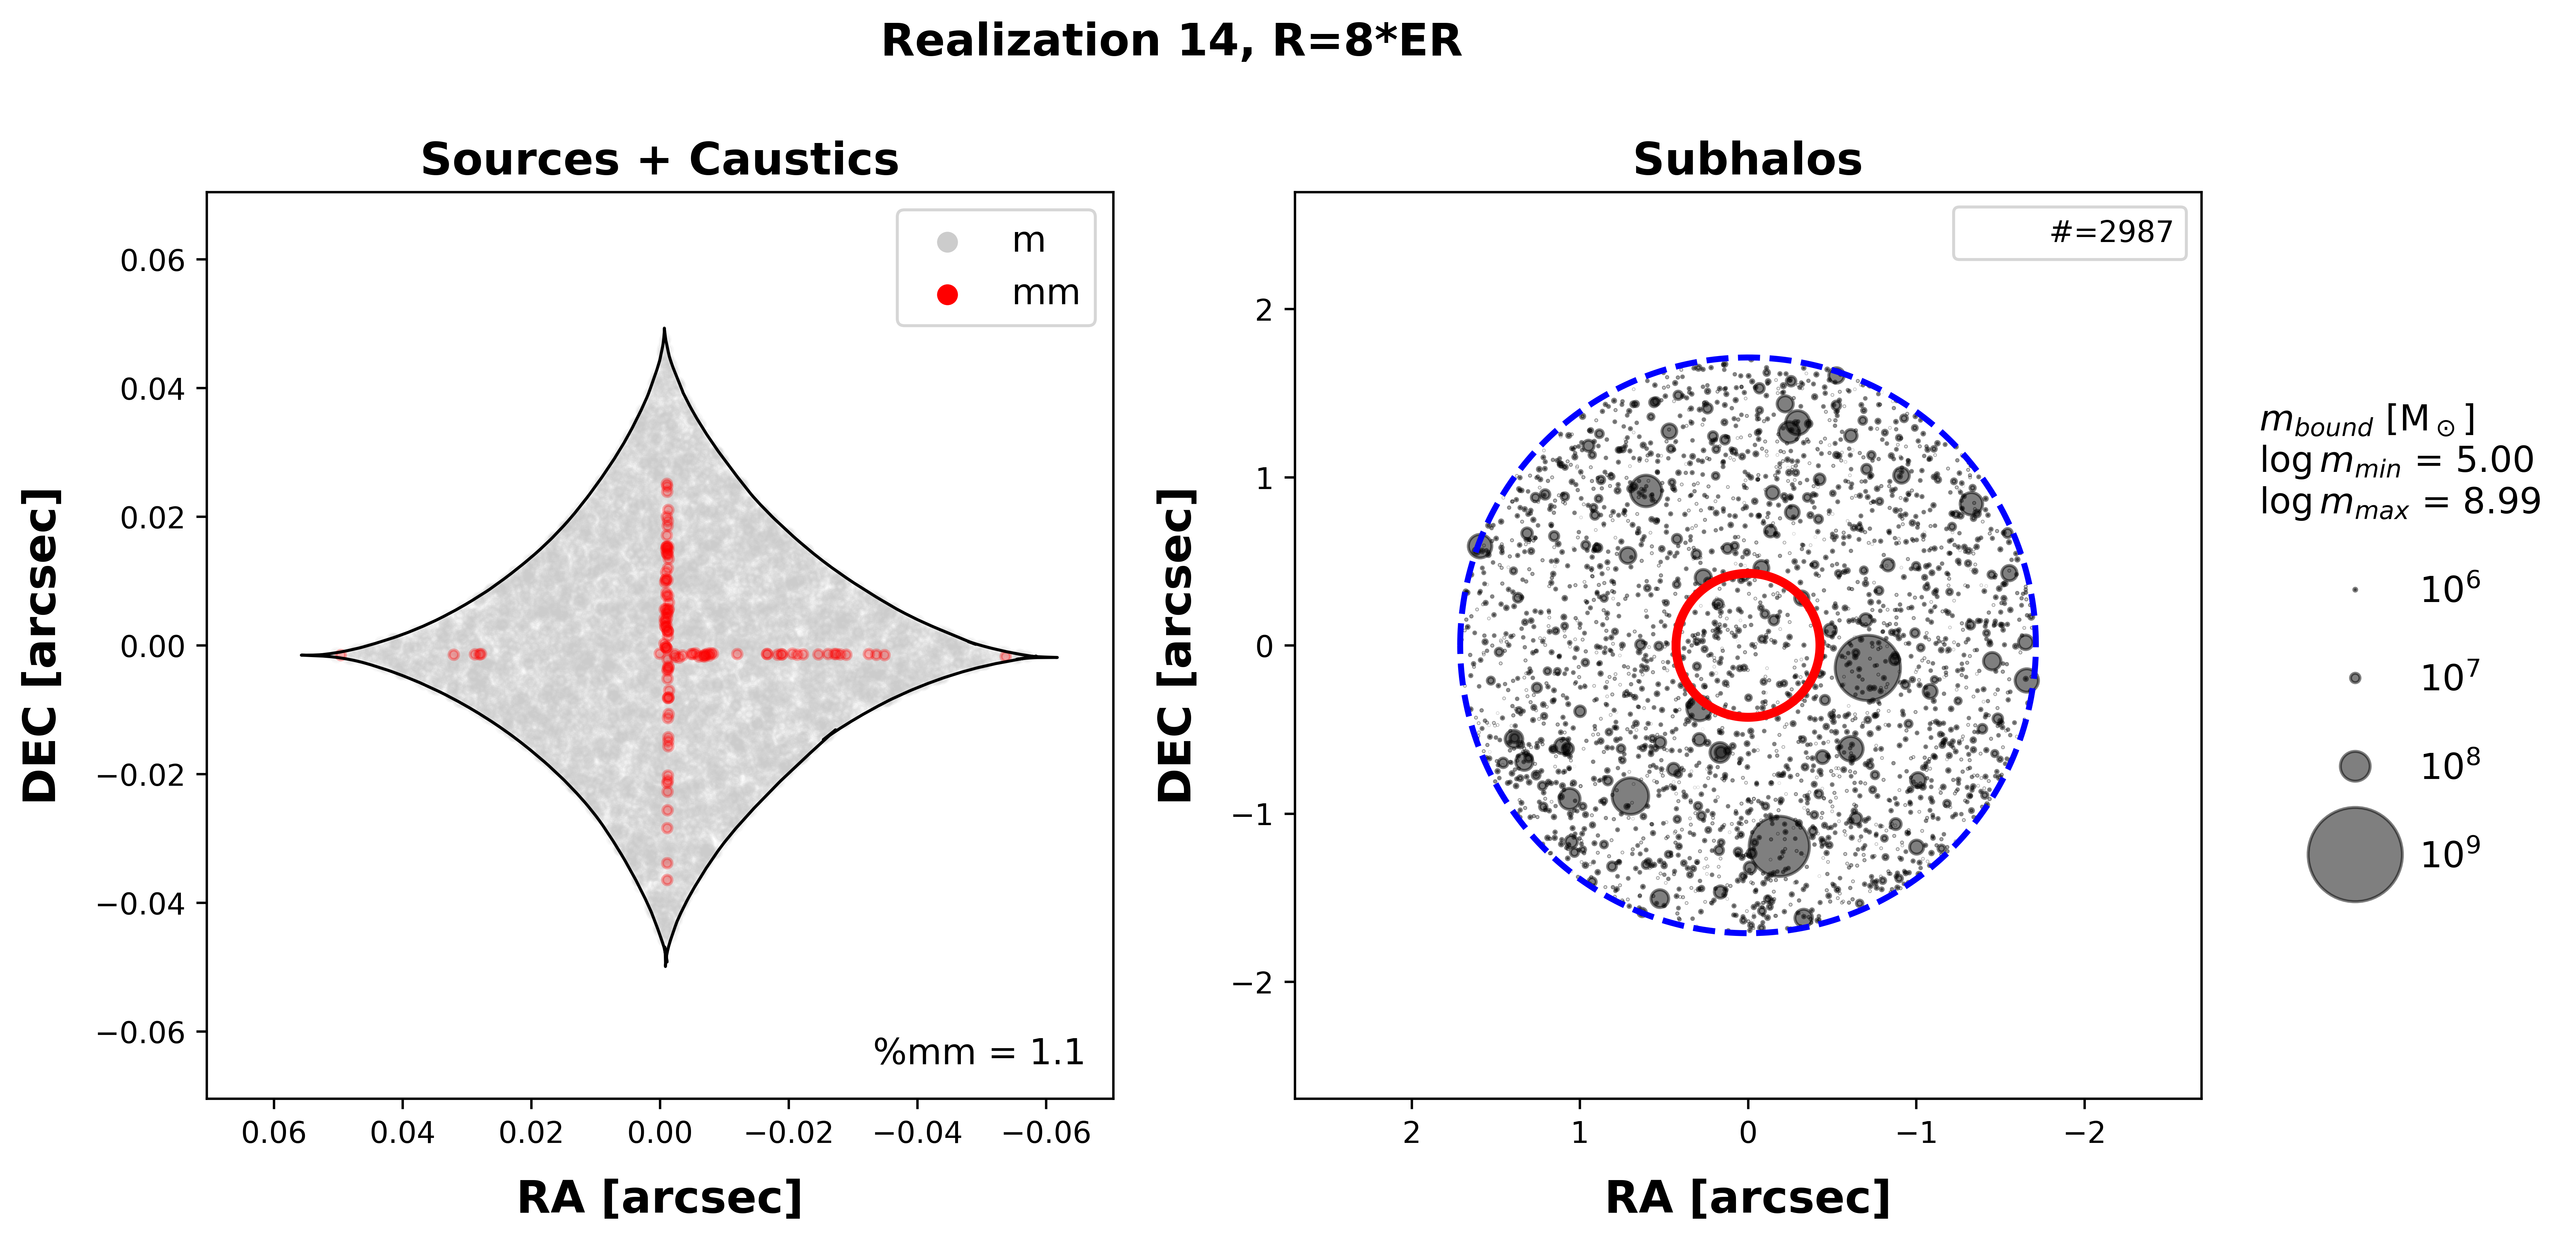 Realization 14, R=8*ER
Sources + Caustics
m
mm
0.06
0.04
0.02
0.00
−0.02
−0.04
−0.06
DEC [arcsec]
%mm = 1.1
0.06
0.04
0.02
0.00
−0.02
−0.04
−0.06
RA [arcsec]
Subhalos
#=2987
2
1
0
−1
−2
DEC [arcsec]
2
1
0
−1
−2
RA [arcsec]
m_bound [M_⊙]
log m_min = 5.00
log m_max = 8.99
10^6
10^7
10^8
10^9